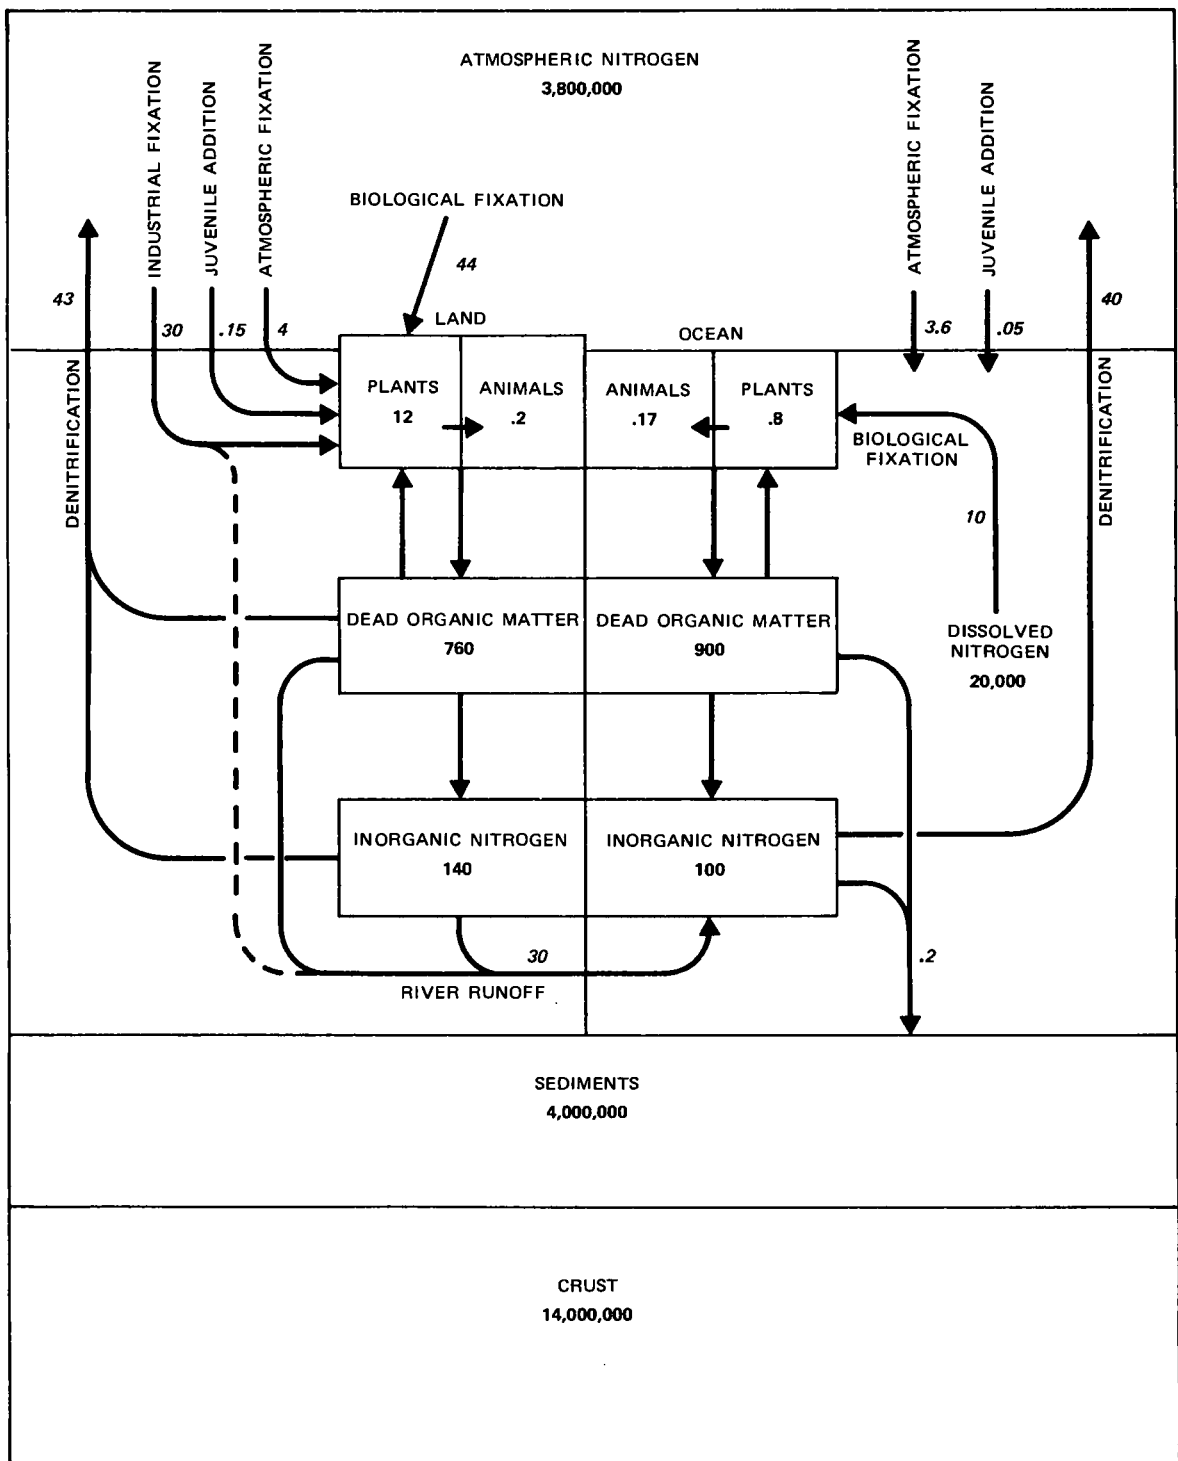 ATMOSPHERIC NITROGEN
3,800,000
INDUSTRIAL FIXATION
JUVENILE ADDITION
ATMOSPHERIC FIXATION
ATMOSPHERIC FIXATION
JUVENILE ADDITION
BIOLOGICAL FIXATION
44
43
30
.15
4
LAND
OCEAN
3.6
.05
40
DENITRIFICATION
PLANTS
12
ANIMALS
.2
ANIMALS
.17
PLANTS
.8
BIOLOGICAL
FIXATION
DENITRIFICATION
10
DEAD ORGANIC MATTER
760
DEAD ORGANIC MATTER
900
DISSOLVED
NITROGEN
20,000
INORGANIC NITROGEN
140
INORGANIC NITROGEN
100
30
RIVER RUNOFF
.2
SEDIMENTS
4,000,000
CRUST
14,000,000